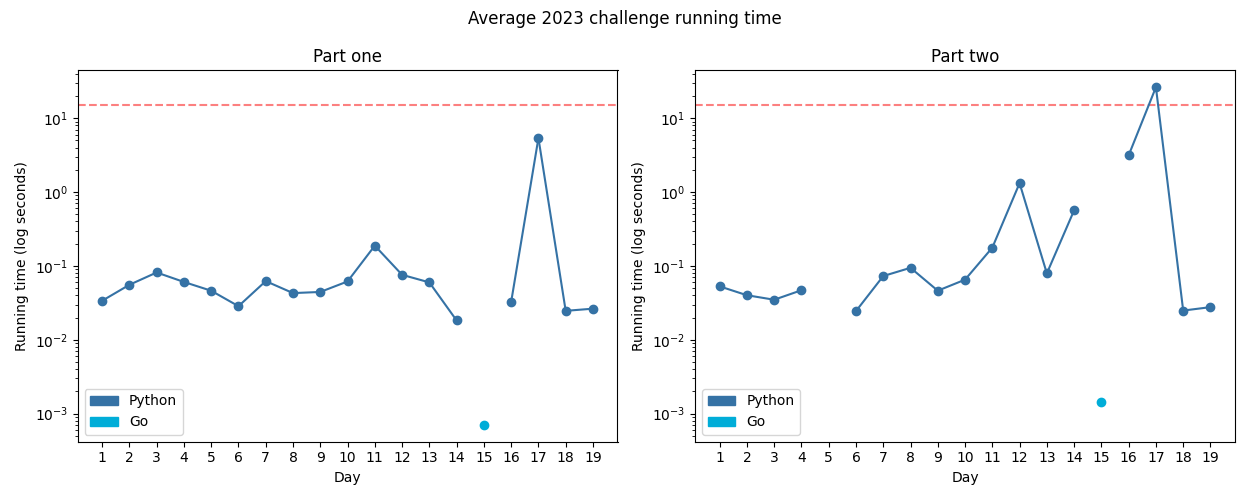 Average 2023 challenge running time
Part one
Running time (log seconds)
10¹
10⁰
10⁻¹
10⁻²
10⁻³
Python
Go
1 2 3 4 5 6 7 8 9 10 11 12 13 14 15 16 17 18 19
Day
Part two
Running time (log seconds)
10¹
10⁰
10⁻¹
10⁻²
10⁻³
Python
Go
1 2 3 4 5 6 7 8 9 10 11 12 13 14 15 16 17 18 19
Day